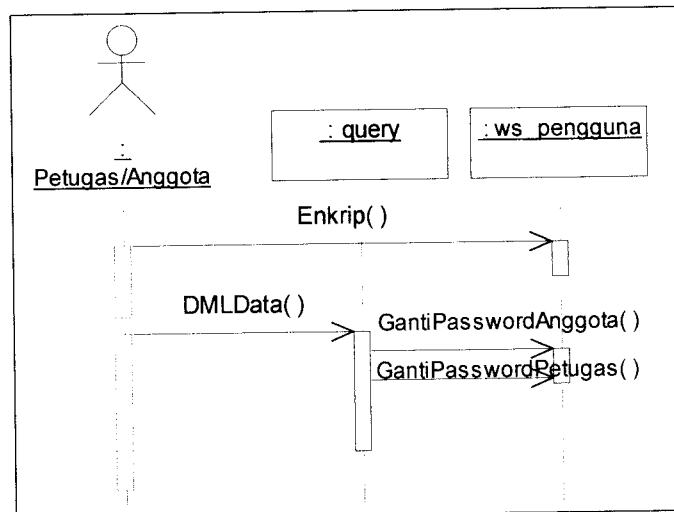 : query
: ws_pengguna
:
Petugas/Anggota
Enkrip( )
DMLData( )
GantiPasswordAnggota( )
GantiPasswordPetugas( )